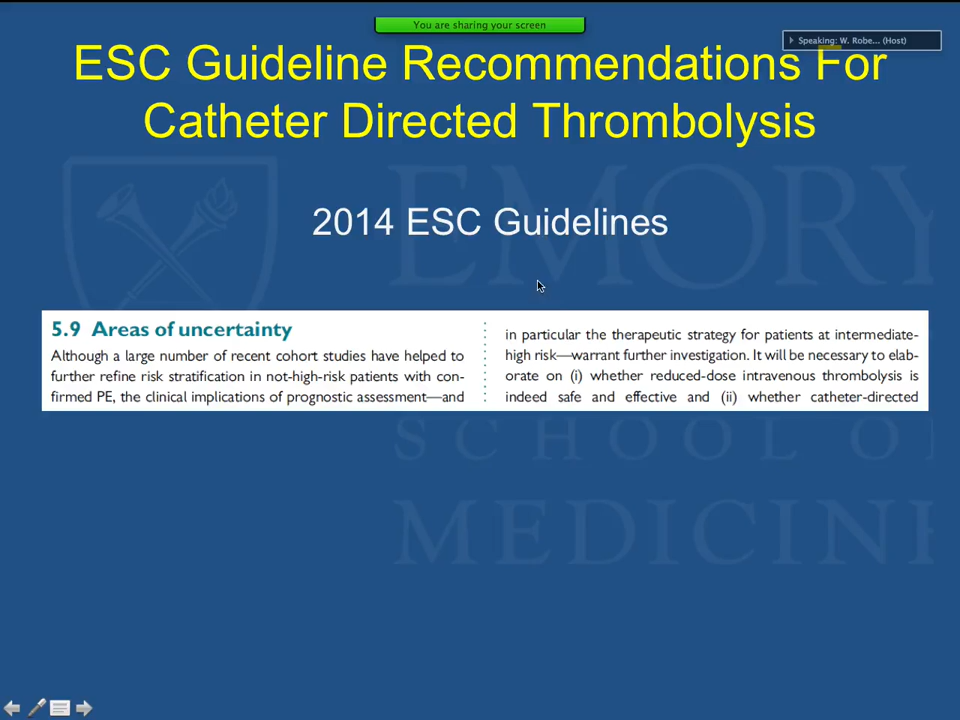 You are sharing your screen
Speaking: W. Robe... (Host)
ESC Guideline Recommendations For
Catheter Directed Thrombolysis
2014 ESC Guidelines
5.9 Areas of uncertainty
Although a large number of recent cohort studies have helped to
further refine risk stratification in not-high-risk patients with con-
firmed PE, the clinical implications of prognostic assessment—and
in particular the therapeutic strategy for patients at intermediate-
high risk—warrant further investigation. It will be necessary to elab-
orate on (i) whether reduced-dose intravenous thrombolysis is
indeed safe and effective and (ii) whether catheter-directed
EMORY
SCHOOL OF
MEDICINE